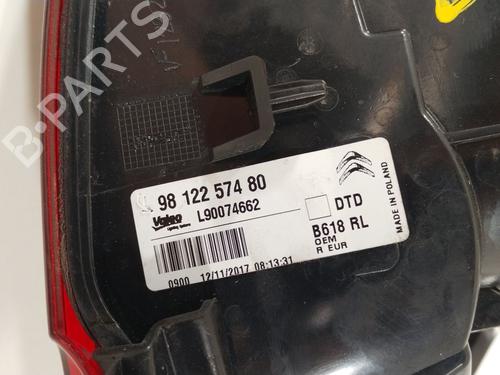 B-PARTS
98 122 574 80
Valeo
L90074662
DTD
B618 RL
OEM
R EUR
MADE IN POLAND
0900 12/11/2017 08:13:31